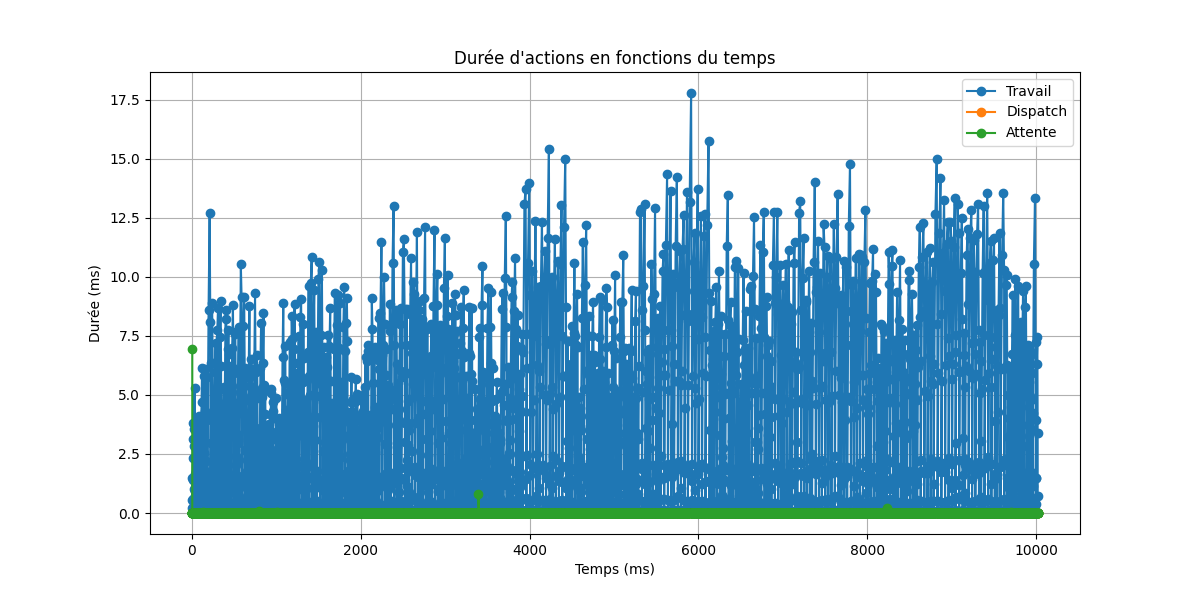 Durée d'actions en fonctions du temps
Travail
Dispatch
Attente
17.5
15.0
12.5
10.0
7.5
5.0
2.5
0.0
Durée (ms)
0 2000 4000 6000 8000 10000
Temps (ms)